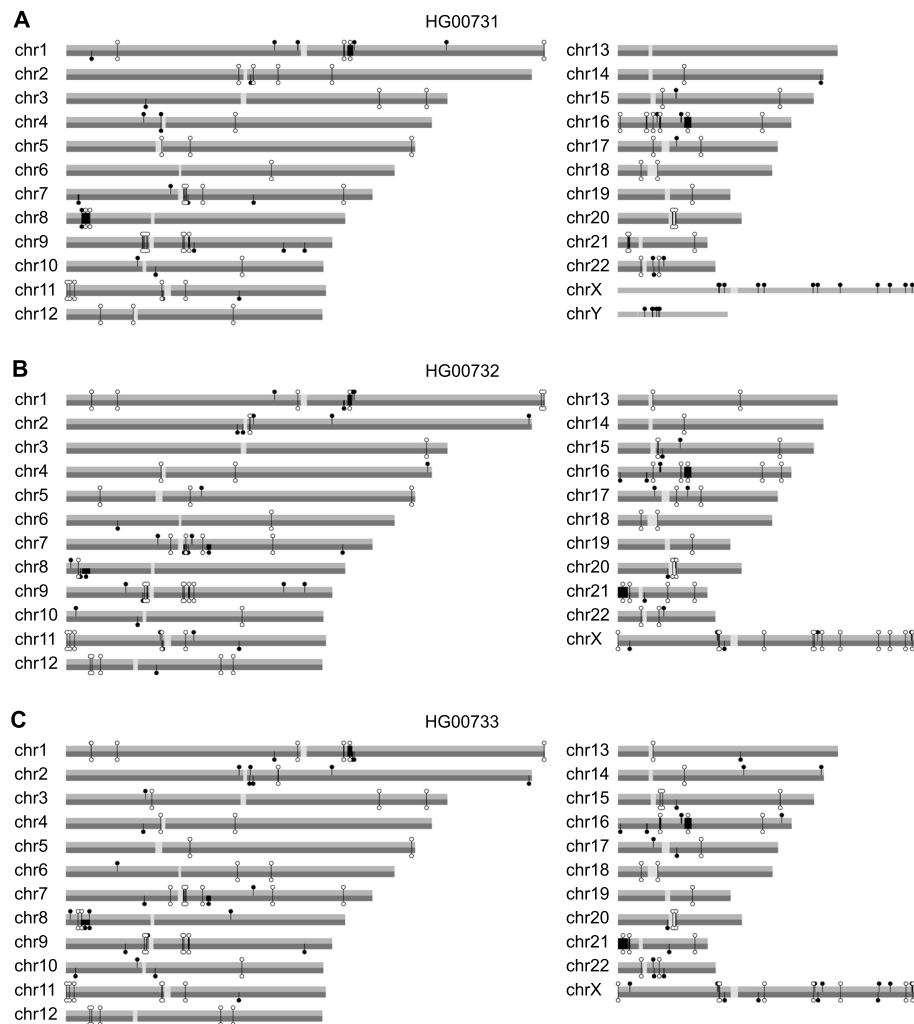 A
HG00731
chr1
chr2
chr3
chr4
chr5
chr6
chr7
chr8
chr9
chr10
chr11
chr12
chr13
chr14
chr15
chr16
chr17
chr18
chr19
chr20
chr21
chr22
chrX
chrY
B
HG00732
chr1
chr2
chr3
chr4
chr5
chr6
chr7
chr8
chr9
chr10
chr11
chr12
chr13
chr14
chr15
chr16
chr17
chr18
chr19
chr20
chr21
chr22
chrX
C
HG00733
chr1
chr2
chr3
chr4
chr5
chr6
chr7
chr8
chr9
chr10
chr11
chr12
chr13
chr14
chr15
chr16
chr17
chr18
chr19
chr20
chr21
chr22
chrX